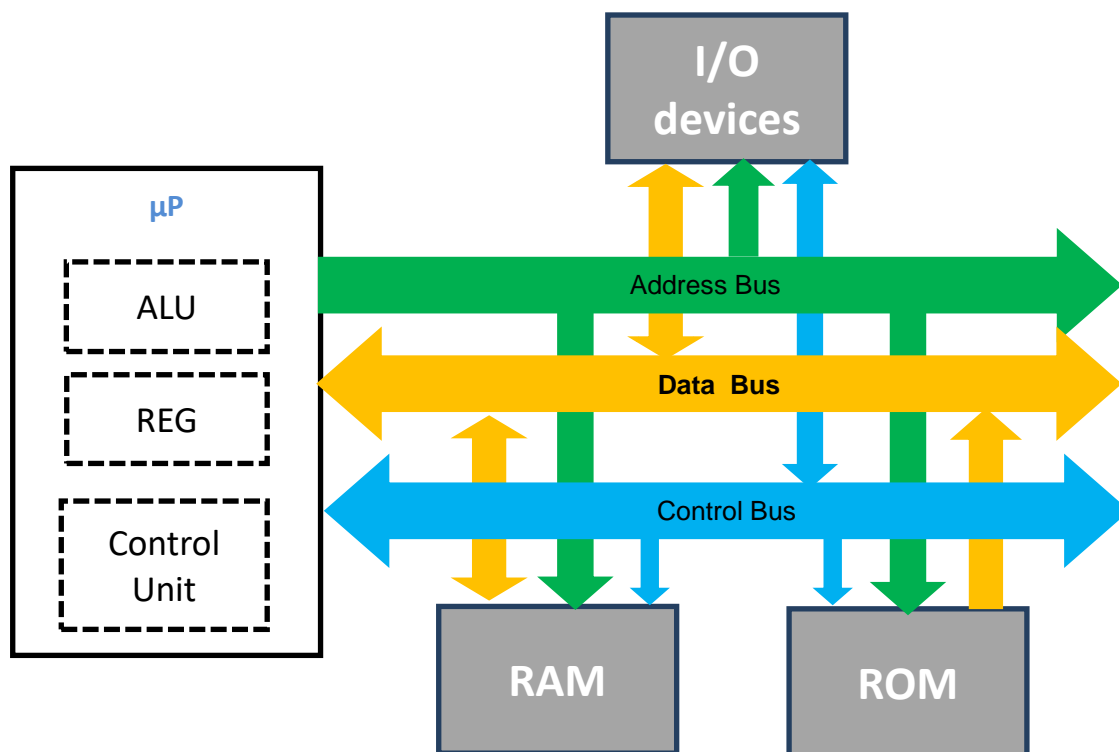 I/O
devices
µP
ALU
REG
Control
Unit
Address Bus
Data Bus
Control Bus
RAM
ROM